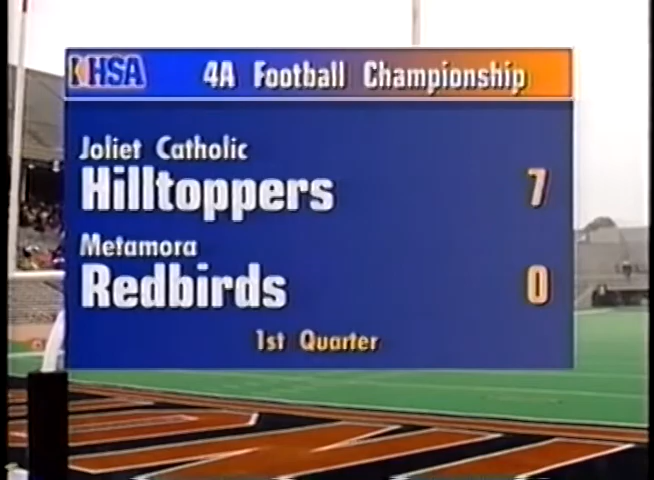 IHSA 4A Football Championship
Joliet Catholic
Hilltoppers 7
Metamora
Redbirds 0
1st Quarter